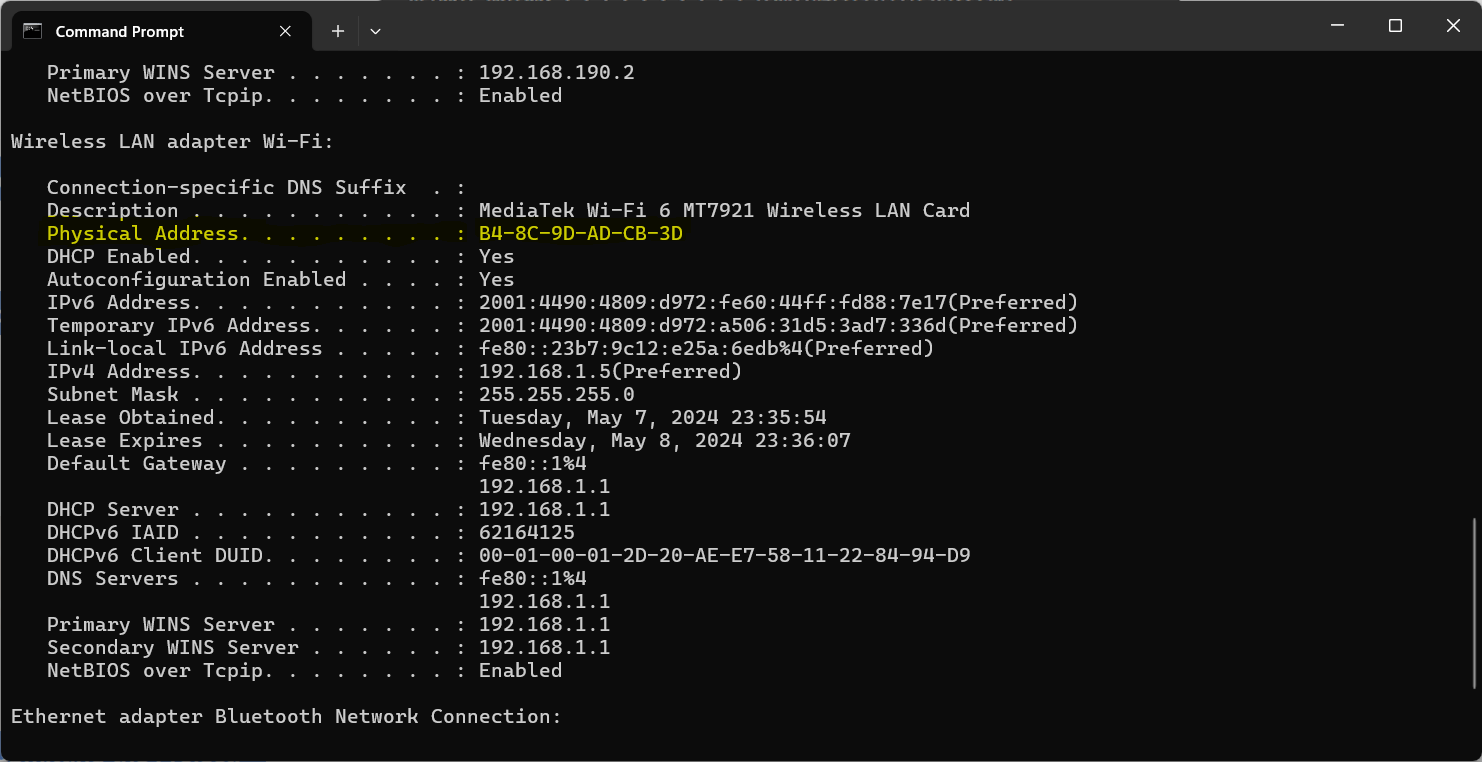 Command Prompt
   Primary WINS Server . . . . . . . : 192.168.190.2
   NetBIOS over Tcpip. . . . . . . . : Enabled
Wireless LAN adapter Wi-Fi:
   Connection-specific DNS Suffix  . :
   Description . . . . . . . . . . . : MediaTek Wi-Fi 6 MT7921 Wireless LAN Card
   Physical Address. . . . . . . . . : B4-8C-9D-AD-CB-3D
   DHCP Enabled. . . . . . . . . . . : Yes
   Autoconfiguration Enabled . . . . : Yes
   IPv6 Address. . . . . . . . . . . : 2001:4490:4809:d972:fe60:44ff:fd88:7e17(Preferred)
   Temporary IPv6 Address. . . . . . : 2001:4490:4809:d972:a506:31d5:3ad7:336d(Preferred)
   Link-local IPv6 Address . . . . . : fe80::23b7:9c12:e25a:6edb%4(Preferred)
   IPv4 Address. . . . . . . . . . . : 192.168.1.5(Preferred)
   Subnet Mask . . . . . . . . . . . : 255.255.255.0
   Lease Obtained. . . . . . . . . . : Tuesday, May 7, 2024 23:35:54
   Lease Expires . . . . . . . . . . : Wednesday, May 8, 2024 23:36:07
   Default Gateway . . . . . . . . . : fe80::1%4
                                       192.168.1.1
   DHCP Server . . . . . . . . . . . : 192.168.1.1
   DHCPv6 IAID . . . . . . . . . . . : 62164125
   DHCPv6 Client DUID. . . . . . . . : 00-01-00-01-2D-20-AE-E7-58-11-22-84-94-D9
   DNS Servers . . . . . . . . . . . : fe80::1%4
                                       192.168.1.1
   Primary WINS Server . . . . . . . : 192.168.1.1
   Secondary WINS Server . . . . . . : 192.168.1.1
   NetBIOS over Tcpip. . . . . . . . : Enabled
Ethernet adapter Bluetooth Network Connection: